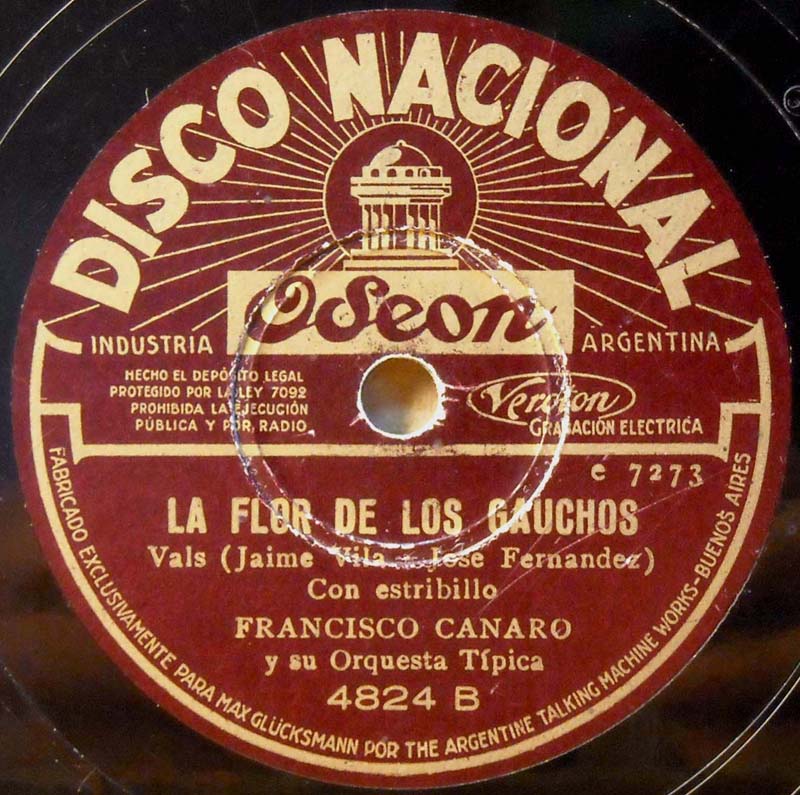 DISCO NACIONAL
Odeon
INDUSTRIA
ARGENTINA
HECHO EL DEPÓSITO LEGAL
PROTEGIDO POR LA LEY 7092
PROHIBIDA LA EJECUCIÓN
PÚBLICA Y POR RADIO
Veroton
GRABACIÓN ELECTRICA
e 7273
LA FLOR DE LOS GAUCHOS
Vals (Jaime Vila - José Fernandez)
Con estribillo
FRANCISCO CANARO
y su Orquesta Típica
4824 B
FABRICADO EXCLUSIVAMENTE PARA MAX GLÜCKSMANN POR THE ARGENTINE TALKING MACHINE WORKS-BUENOS AIRES